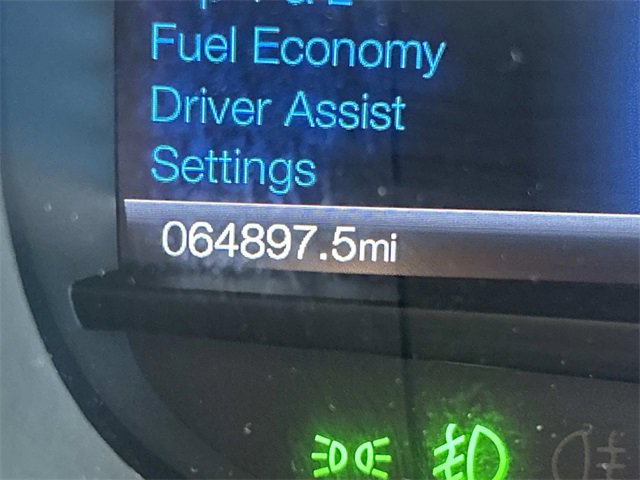 Fuel Economy
Driver Assist
Settings
064897.5mi